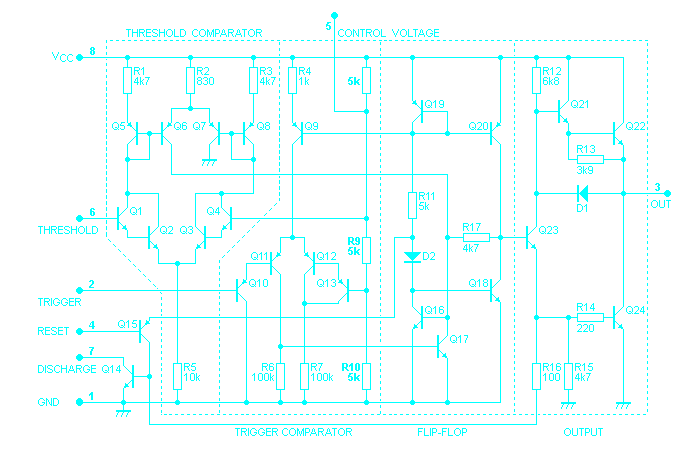 5
THRESHOLD COMPARATOR
CONTROL VOLTAGE
VCC
8
R1
4k7
R2
830
R3
4k7
R4
1k
5k
R12
6k8
Q19
Q21
Q5
Q6
Q7
Q8
Q9
Q20
Q22
R13
3k9
R11
5k
3
OUT
D1
6
THRESHOLD
Q1
Q2
Q3
Q4
R17
4k7
Q23
R9
5k
Q11
Q12
D2
2
TRIGGER
Q10
Q13
Q18
Q16
R14
220
Q24
4
RESET
Q15
Q17
7
DISCHARGE
Q14
R5
10k
R6
100k
R7
100k
R10
5k
R16
100
R15
4k7
1
GND
TRIGGER COMPARATOR
FLIP-FLOP
OUTPUT